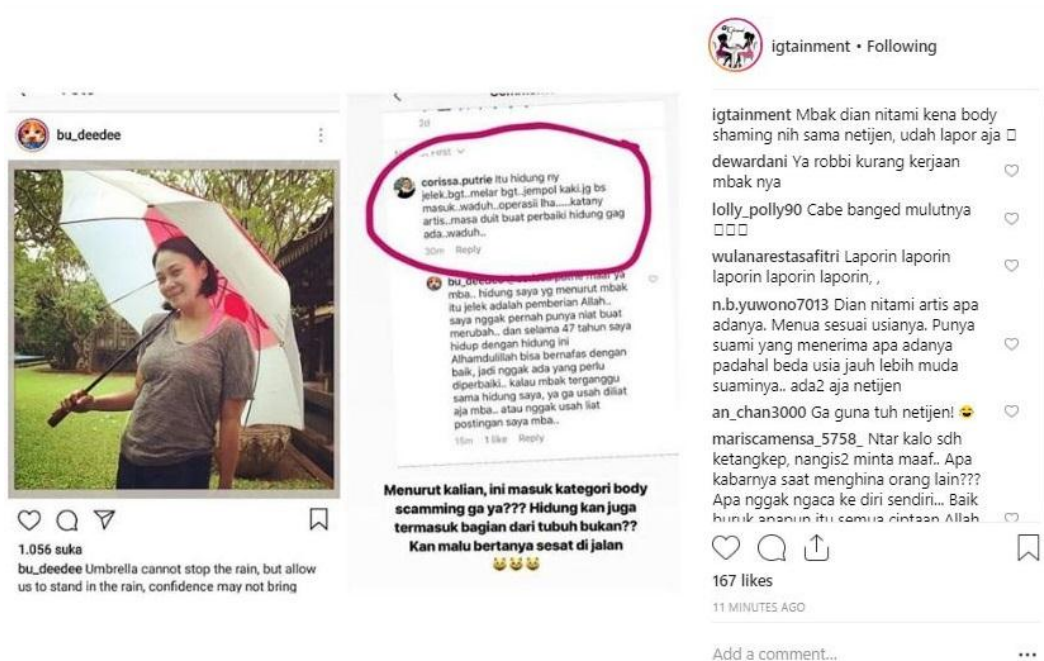 bu_deedee
1.056 suka
bu_deedee Umbrella cannot stop the rain, but allow
us to stand in the rain, confidence may not bring
2d
corissa.putrie Itu hidung ny
jelek.bgt..melar bgt..jempol kaki.jg bs
masuk..waduh..operasii lha.....katany
artis..masa duit buat perbaiki hidung gag
ada..waduh..
30m Reply
ya
mba.. hidung saya yg menurut mbak
itu jelek adalah pemberian Allah..
saya nggak pernah punya niat buat
merubah.. dan selama 47 tahun saya
hidup dengan hidung ini
Alhamdulillah bisa bernafas dengan
baik, jadi nggak ada yang perlu
diperbaiki.. kalau mbak terganggu
sama hidung saya, ya ga usah diliat
aja mba.. atau nggak usah liat
postingan saya mba..
15m 1 like Reply
Menurut kalian, ini masuk kategori body
scamming ga ya??? Hidung kan juga
termasuk bagian dari tubuh bukan??
Kan malu bertanya sesat di jalan
igtainment • Following
igtainment Mbak dian nitami kena body
shaming nih sama netijen, udah lapor aja
dewardani Ya robbi kurang kerjaan
mbak nya
lolly_polly90 Cabe banged mulutnya
wulanarestasafitri Laporin laporin
laporin laporin laporin, ,
n.b.yuwono7013 Dian nitami artis apa
adanya. Menua sesuai usianya. Punya
suami yang menerima apa adanya
padahal beda usia jauh lebih muda
suaminya.. ada2 aja netijen
an_chan3000 Ga guna tuh netijen! 😂
mariscamensa_5758_ Ntar kalo sdh
ketangkep, nangis2 minta maaf.. Apa
kabarnya saat menghina orang lain???
Apa nggak ngaca ke diri sendiri... Baik
buruk apapun itu semua ciptaan Allah
167 likes
11 MINUTES AGO
Add a comment...